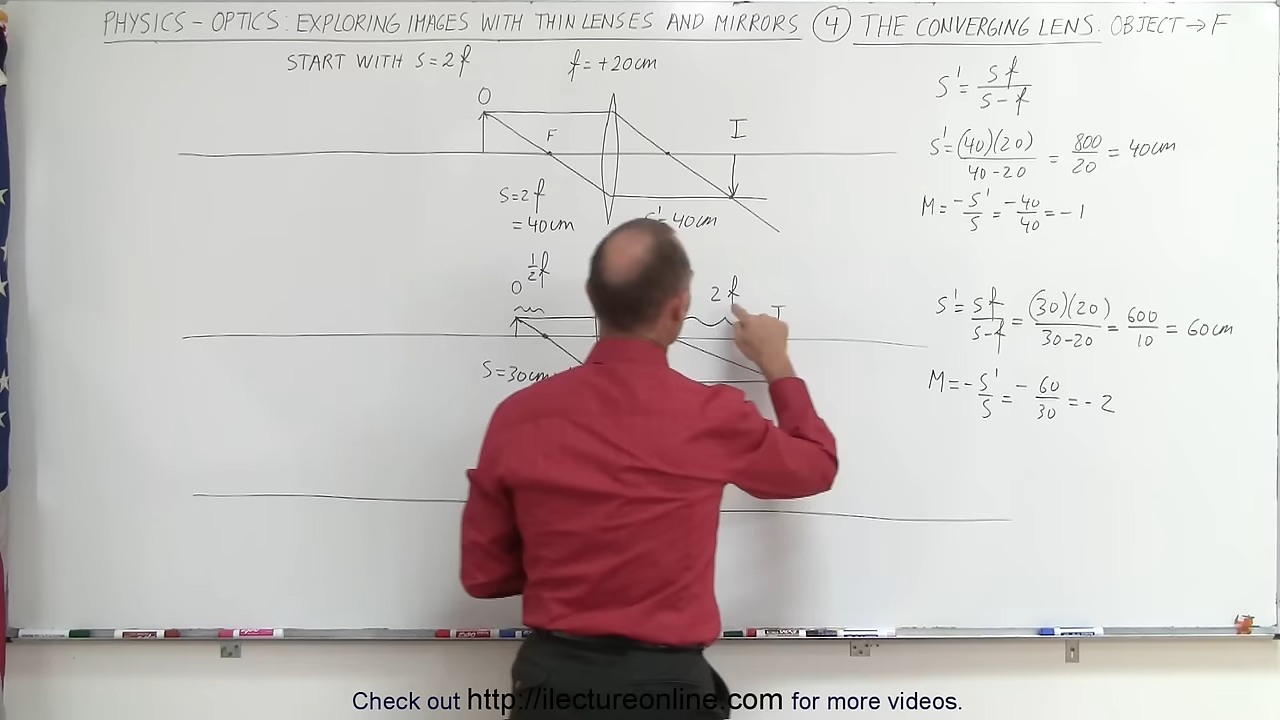 PHYSICS - OPTICS: EXPLORING IMAGES WITH THIN LENSES AND MIRRORS (4) THE CONVERGING LENS: OBJECT → F
START WITH S = 2f f = +20cm
O
F
I
S = 2f
= 40cm
S' = 40cm
S' = Sf / S - f
S' = (40)(20) / 40 - 20 = 800 / 20 = 40cm
M = -S' / S = -40 / 40 = -1
1/2 f
O
2f
I
S = 30cm
S' = Sf / S - f = (30)(20) / 30 - 20 = 600 / 10 = 60cm
M = -S' / S = - 60 / 30 = -2
Check out http://ilectureonline.com for more videos.